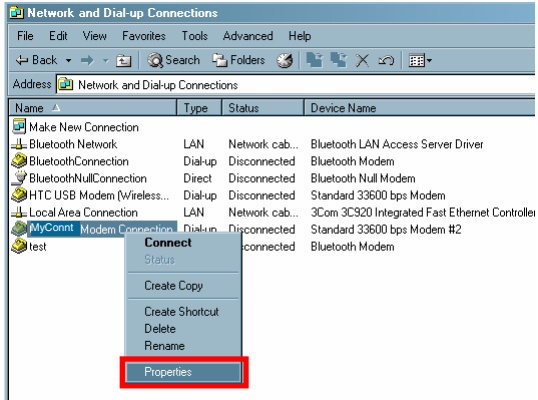 Network and Dial-up Connections
File Edit View Favorites Tools Advanced Help
Back Search Folders
Address Network and Dial-up Connections
Name Type Status Device Name
Make New Connection
Bluetooth Network LAN Network cab... Bluetooth LAN Access Server Driver
BluetoothConnection Dial-up Disconnected Bluetooth Modem
BluetoothNullConnection Direct Disconnected Bluetooth Null Modem
HTC USB Modem (Wireless... Dial-up Disconnected Standard 33600 bps Modem
Local Area Connection LAN Network cab... 3Com 3C920 Integrated Fast Ethernet Controller
MyConnt Modem Connection Dial-up Disconnected Standard 33600 bps Modem #2
test sconnected Bluetooth Modem
Connect
Status
Create Copy
Create Shortcut
Delete
Rename
Properties